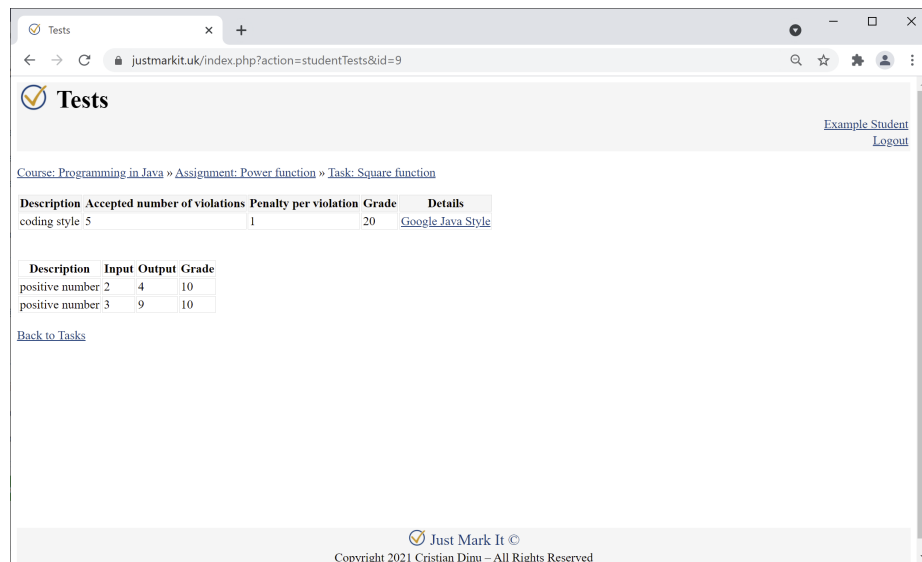 Tests
justmarkit.uk/index.php?action=studentTests&id=9
Tests
Example Student
Logout
Course: Programming in Java » Assignment: Power function » Task: Square function
Description Accepted number of violations Penalty per violation Grade Details
coding style 5 1 20 Google Java Style
Description Input Output Grade
positive number 2 4 10
positive number 3 9 10
Back to Tasks
Just Mark It ©
Copyright 2021 Cristian Dinu – All Rights Reserved